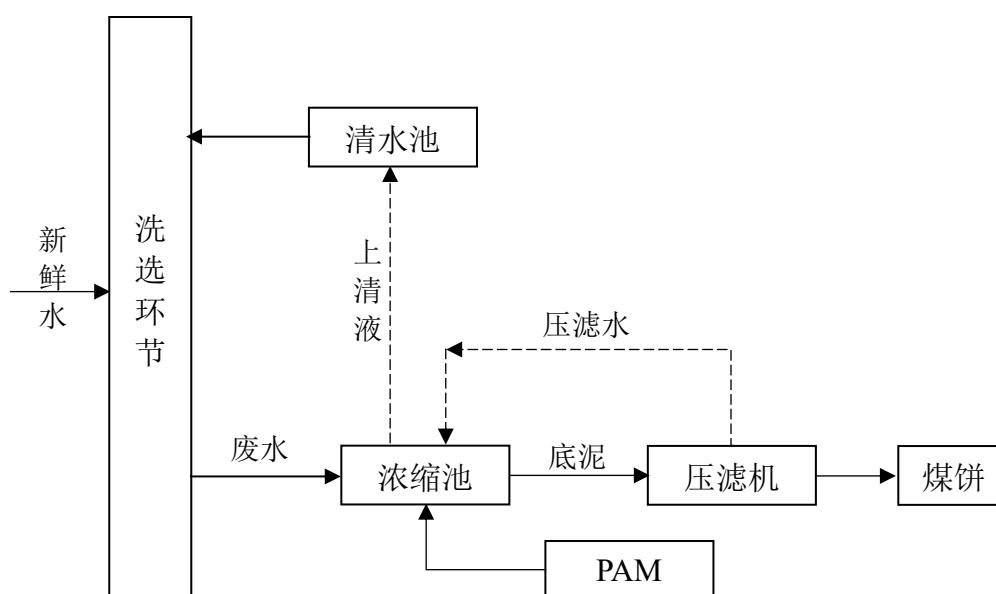 清水池
新鲜水
洗选环节
上清液
压滤水
废水
浓缩池
底泥
压滤机
煤饼
PAM